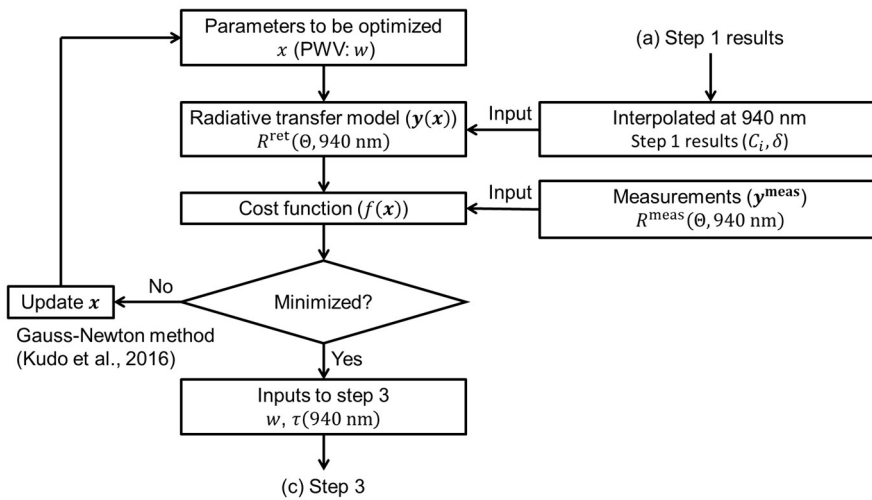 Parameters to be optimized
x (PWV: w)
(a) Step 1 results
Radiative transfer model (y(x))
R^ret(Θ, 940 nm)
Input
Interpolated at 940 nm
Step 1 results (C_i, δ)
Cost function (f(x))
Input
Measurements (y^meas)
R^meas(Θ, 940 nm)
Minimized?
No
Update x
Gauss-Newton method
(Kudo et al., 2016)
Yes
Inputs to step 3
w, τ(940 nm)
(c) Step 3